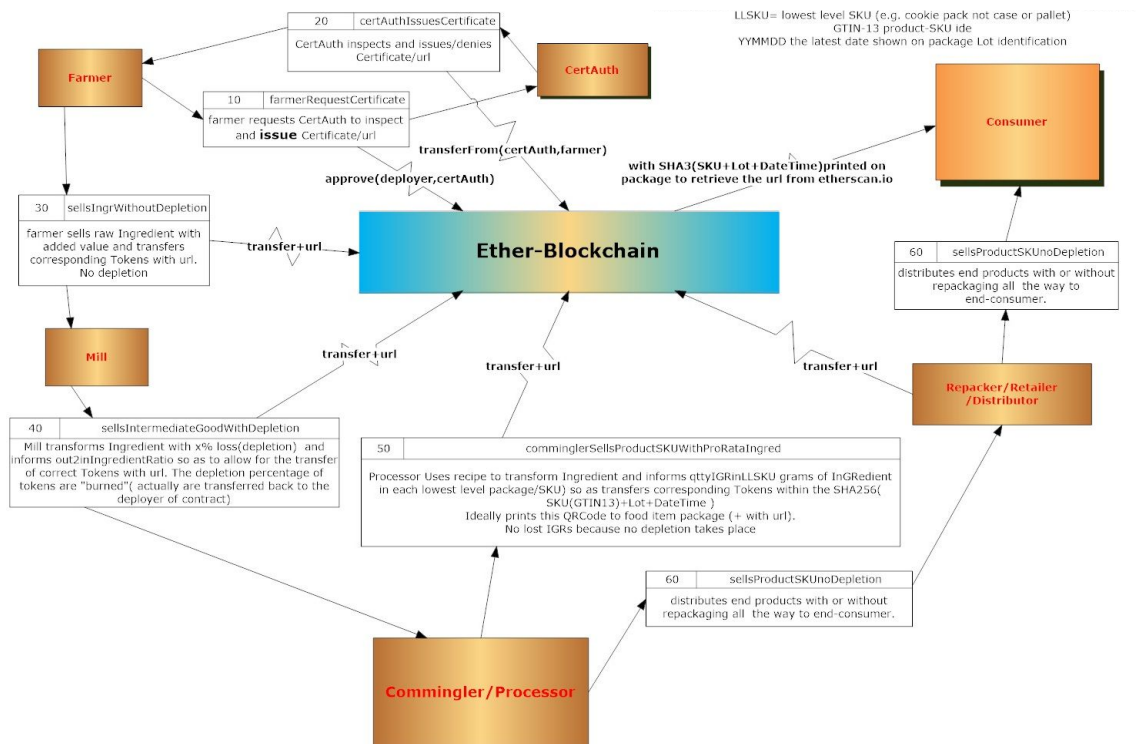 LLSKU= lowest level SKU (e.g. cookie pack not case or pallet)
GTIN-13 product-SKU ide
YYMMDD the latest date shown on package Lot identification
20 certAuthIssuesCertificate
CertAuth inspects and issues/denies
Certificate/url
Farmer
CertAuth
10 farmerRequestCertificate
farmer requests CertAuth to inspect
and issue Certificate/url
Consumer
transferFrom(certAuth,farmer)
approve(deployer,certAuth)
with SHA3(SKU+Lot+DateTime)printed on
package to retrieve the url from etherscan.io
30 sellsIngrWithoutDepletion
farmer sells raw Ingredient with
added value and transfers
corresponding Tokens with url.
No depletion
transfer+url
Ether-Blockchain
60 sellsProductSKUnoDepletion
distributes end products with or without
repackaging all the way to
end-consumer.
Mill
transfer+url
transfer+url
transfer+url
Repacker/Retailer
/Distributor
40 sellsIntermediateGoodWithDepletion
Mill transforms Ingredient with x% loss(depletion) and
informs out2inIngredientRatio so as to allow for the transfer
of correct Tokens with url. The depletion percentage of
tokens are "burned"( actually are transferred back to the
deployer of contract)
50 comminglerSellsProductSKUWithProRataIngred
Processor Uses recipe to transform Ingredient and informs qttyIGRinLLSKU grams of InGRedient
in each lowest level package/SKU) so as transfers corresponding Tokens within the SHA256(
SKU(GTIN13)+Lot+DateTime )
Ideally prints this QRCode to food item package (+ with url).
No lost IGRs because no depletion takes place
60 sellsProductSKUnoDepletion
distributes end products with or without
repackaging all the way to end-consumer.
Commingler/Processor